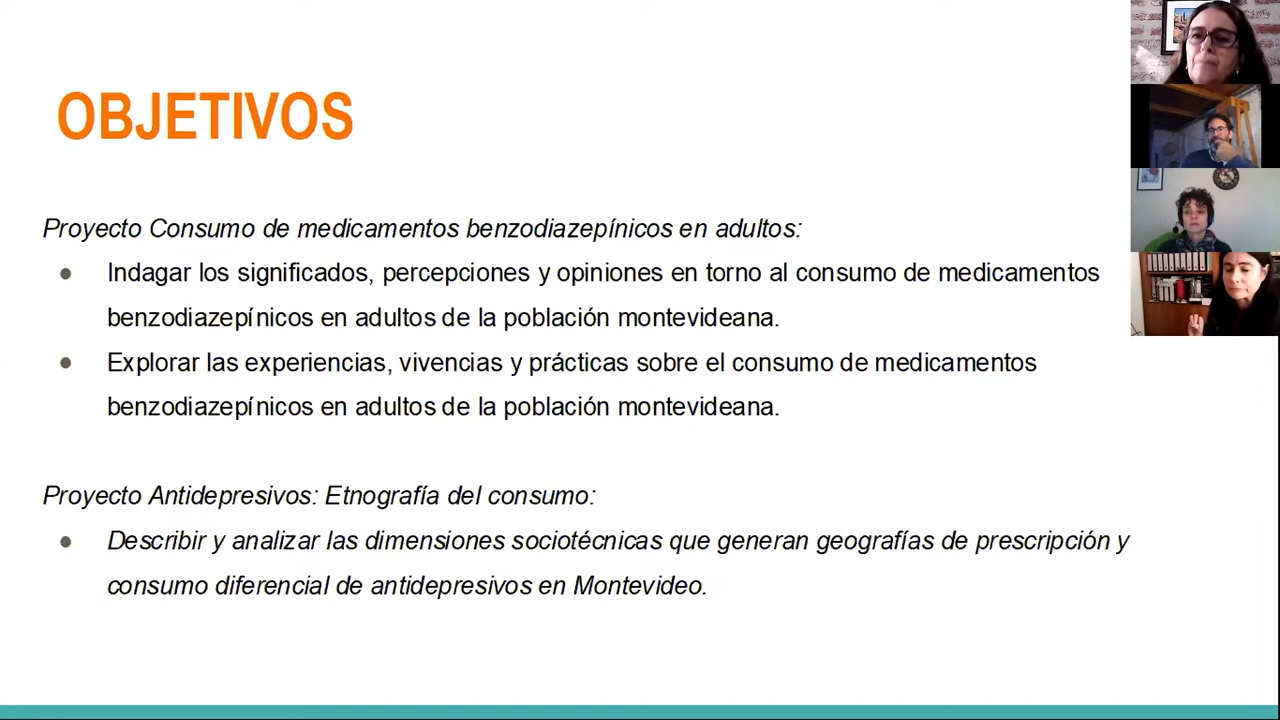 OBJETIVOS
Proyecto Consumo de medicamentos benzodiazepínicos en adultos:
● Indagar los significados, percepciones y opiniones en torno al consumo de medicamentos
benzodiazepínicos en adultos de la población montevideana.
● Explorar las experiencias, vivencias y prácticas sobre el consumo de medicamentos
benzodiazepínicos en adultos de la población montevideana.
Proyecto Antidepresivos: Etnografía del consumo:
● Describir y analizar las dimensiones sociotécnicas que generan geografías de prescripción y
consumo diferencial de antidepresivos en Montevideo.